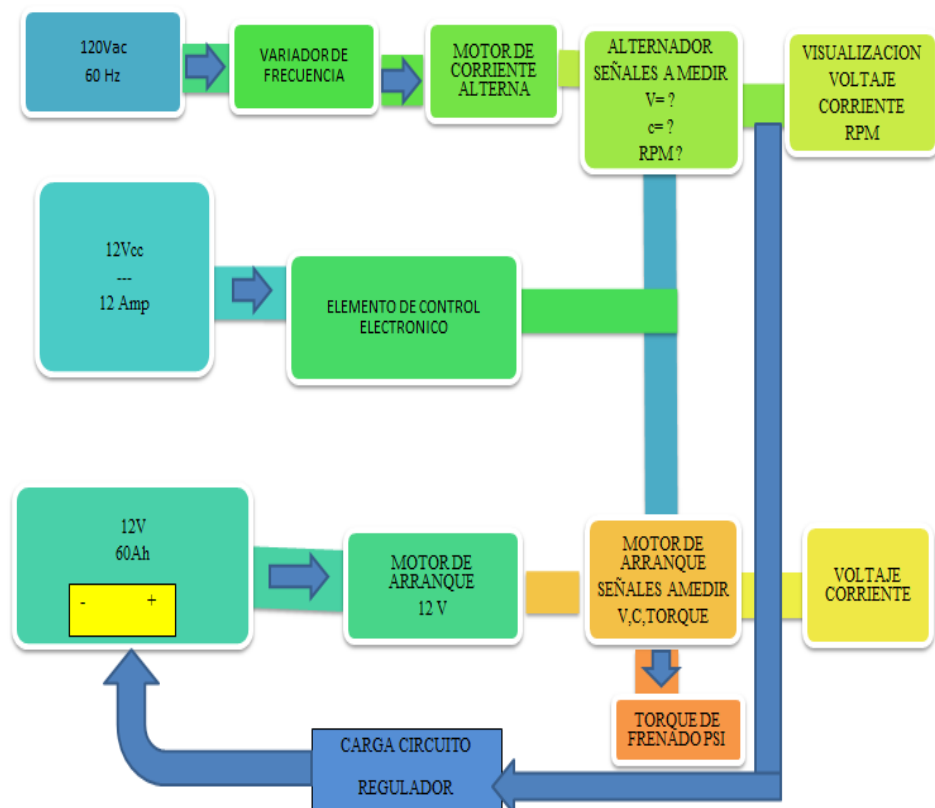 120Vac
60 Hz
VARIADOR DE
FRECUENCIA
MOTOR DE
CORRIENTE
ALTERNA
ALTERNADOR
SEÑALES A MEDIR
V= ?
c= ?
RPM ?
VISUALIZACION
VOLTAJE
CORRIENTE
RPM
12Vcc
---
12 Amp
ELEMENTO DE CONTROL
ELECTRONICO
12V
60Ah
- +
MOTOR DE
ARRANQUE
12 V
MOTOR DE
ARRANQUE
SEÑALES AMEDIR
V,C,TORQUE
VOLTAJE
CORRIENTE
TORQUE DE
FRENADO PSI
CARGA CIRCUITO
REGULADOR